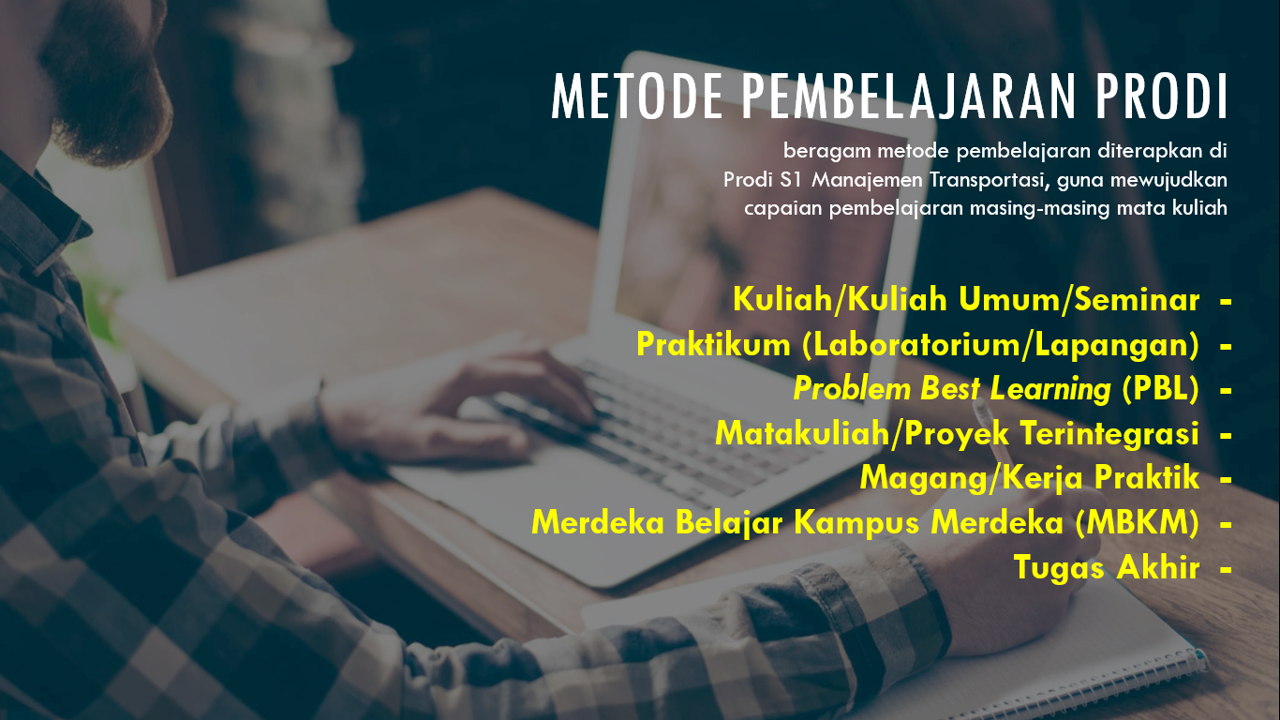 METODE PEMBELAJARAN PRODI
beragam metode pembelajaran diterapkan di
Prodi S1 Manajemen Transportasi, guna mewujudkan
capaian pembelajaran masing-masing mata kuliah
Kuliah/Kuliah Umum/Seminar -
Praktikum (Laboratorium/Lapangan) -
Problem Best Learning (PBL) -
Matakuliah/Proyek Terintegrasi -
Magang/Kerja Praktik -
Merdeka Belajar Kampus Merdeka (MBKM) -
Tugas Akhir -